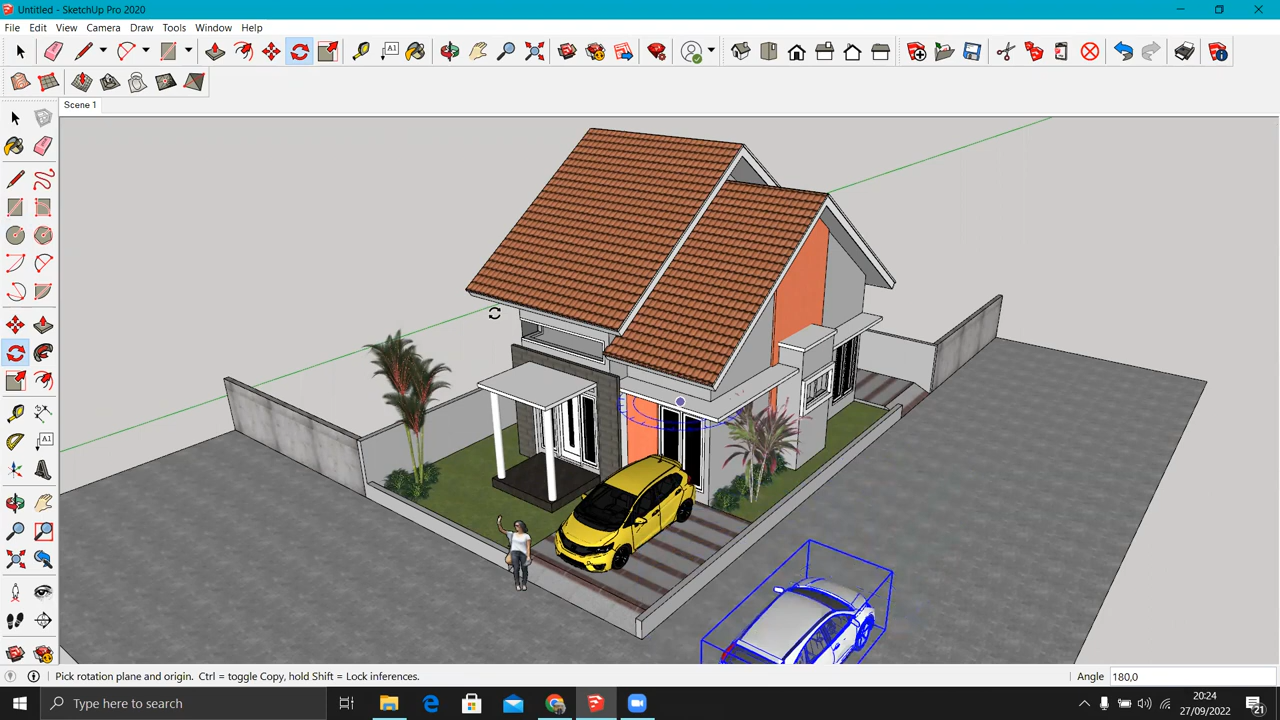 Untitled - SketchUp Pro 2020
File Edit View Camera Draw Tools Window Help
Scene 1
Pick rotation plane and origin. Ctrl = toggle Copy, hold Shift = Lock inferences.
Angle 180,0
Type here to search
20:24
27/09/2022
21